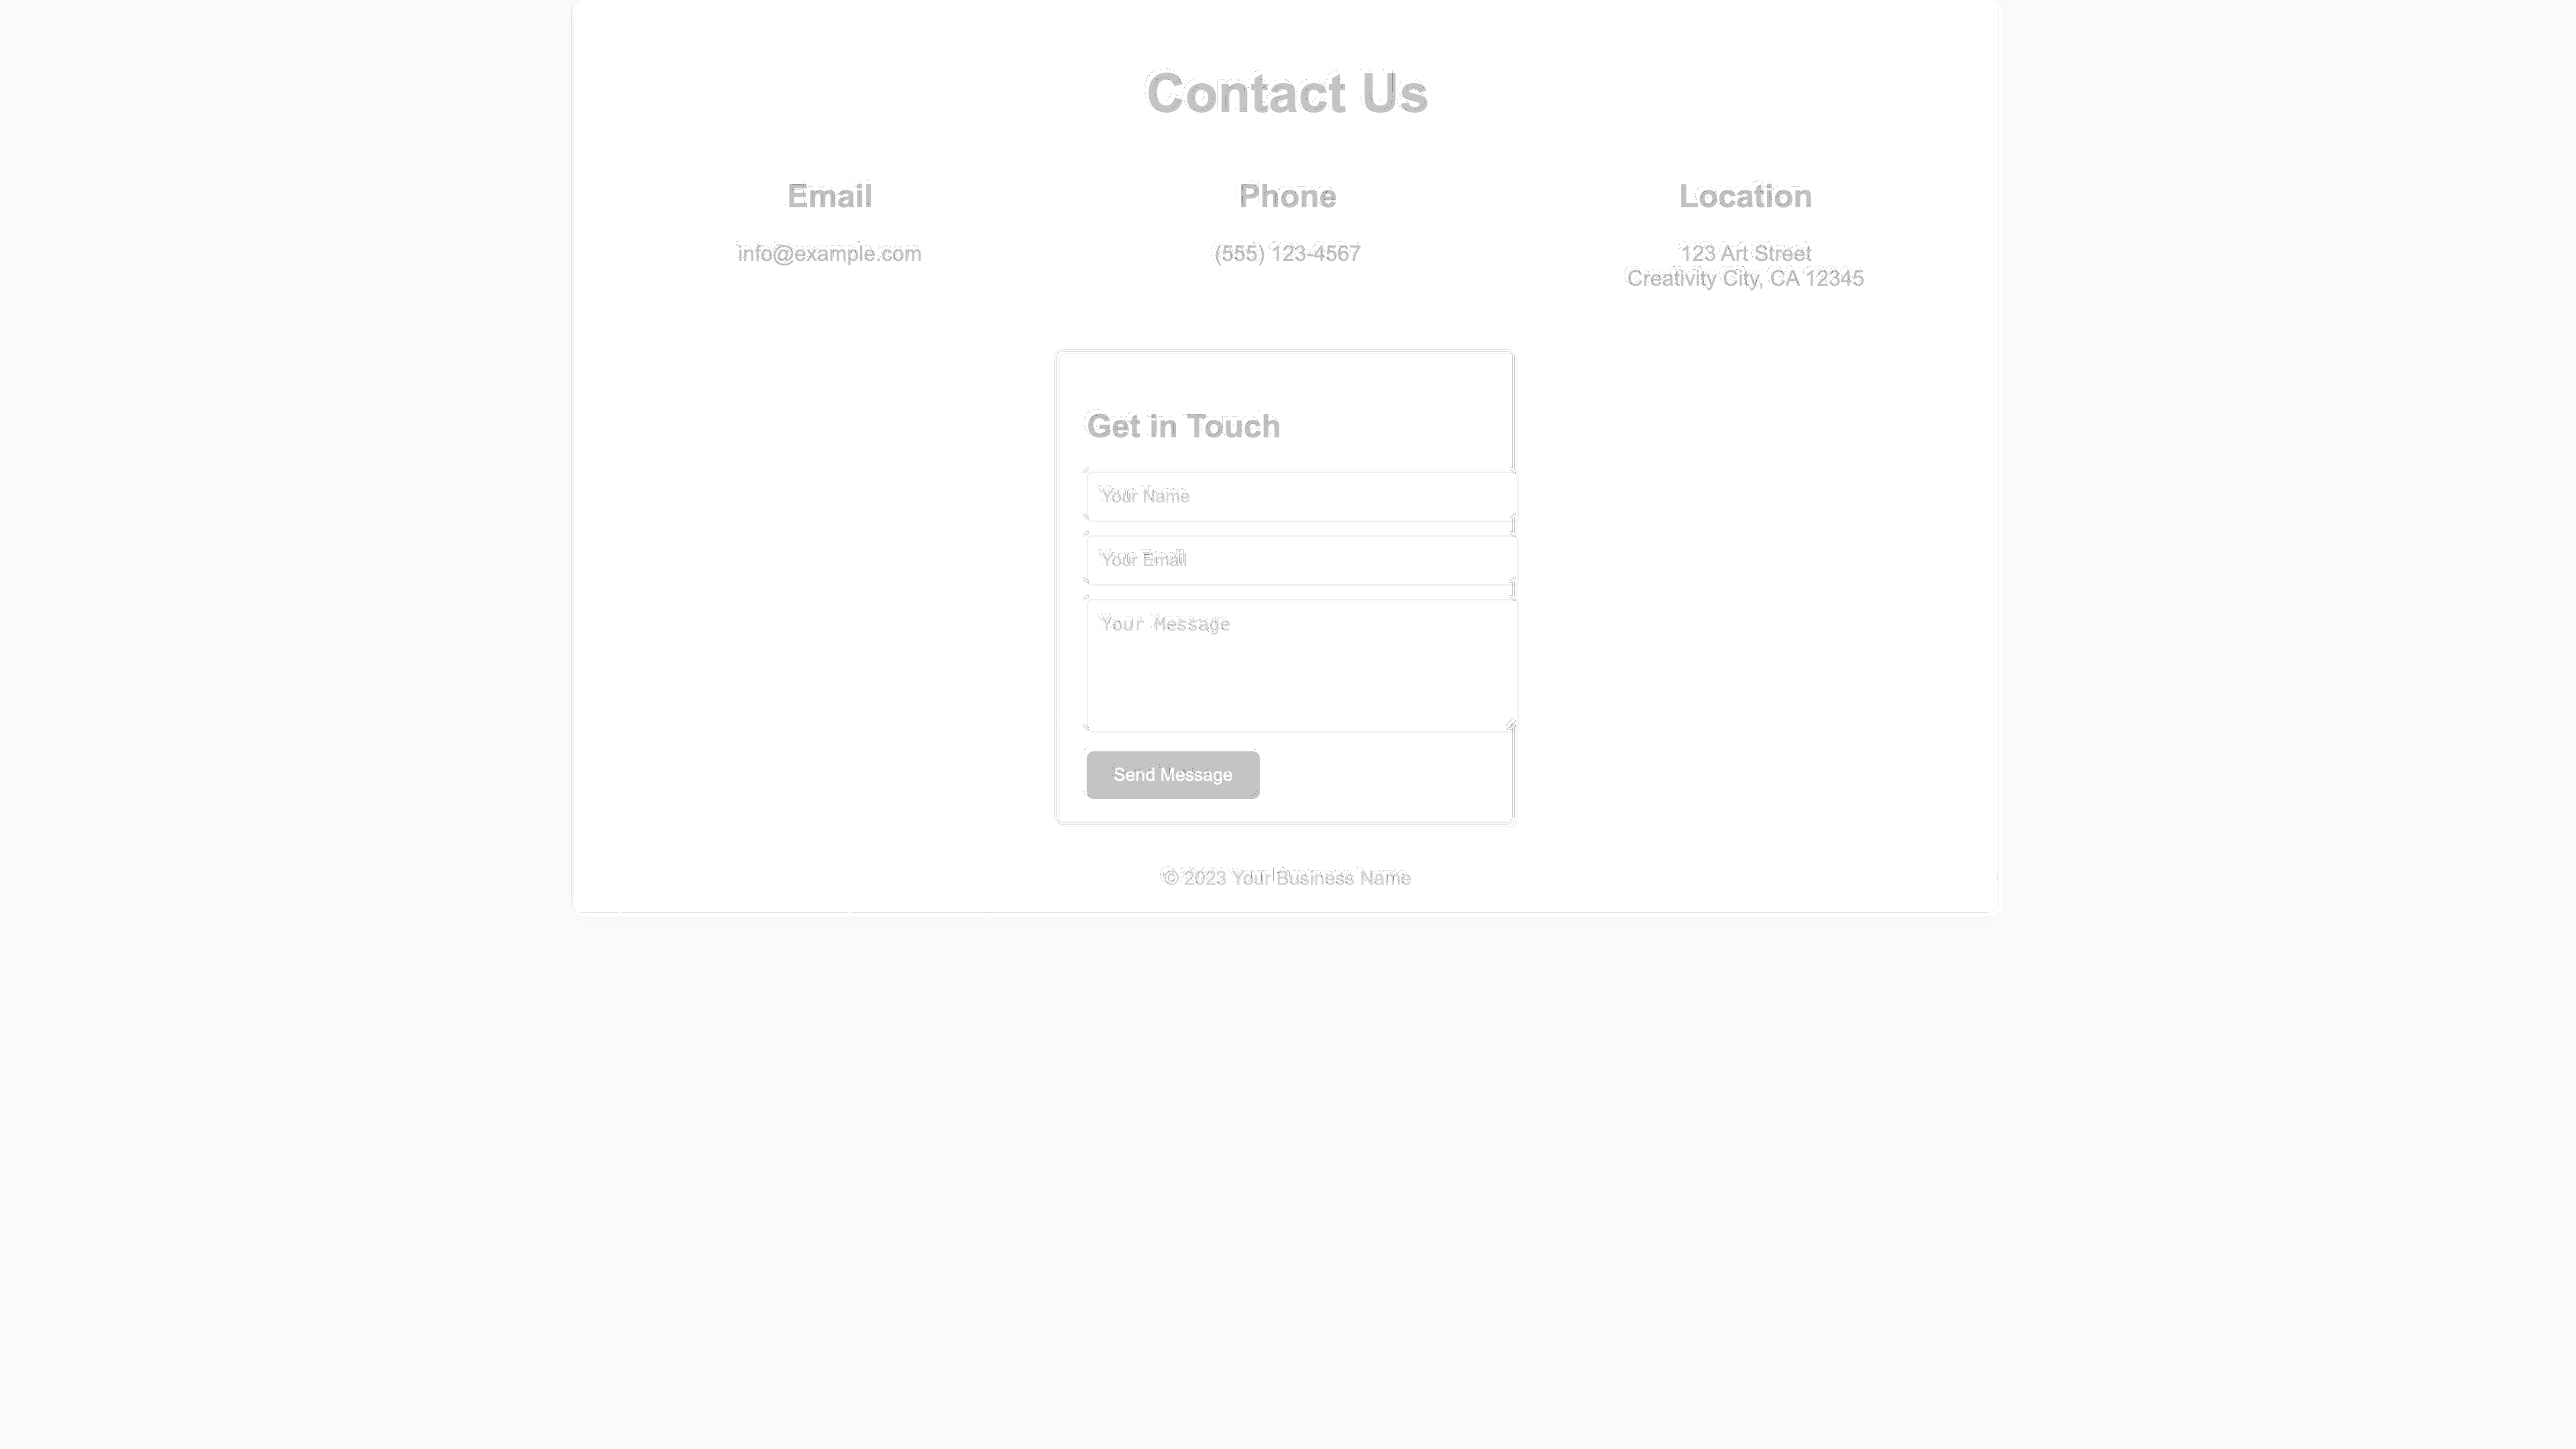 Contact Us
Email
info@example.com
Phone
(555) 123-4567
Location
123 Art Street
Creativity City, CA 12345
Get in Touch
Your Name
Your Email
Your Message
Send Message
© 2023 Your Business Name